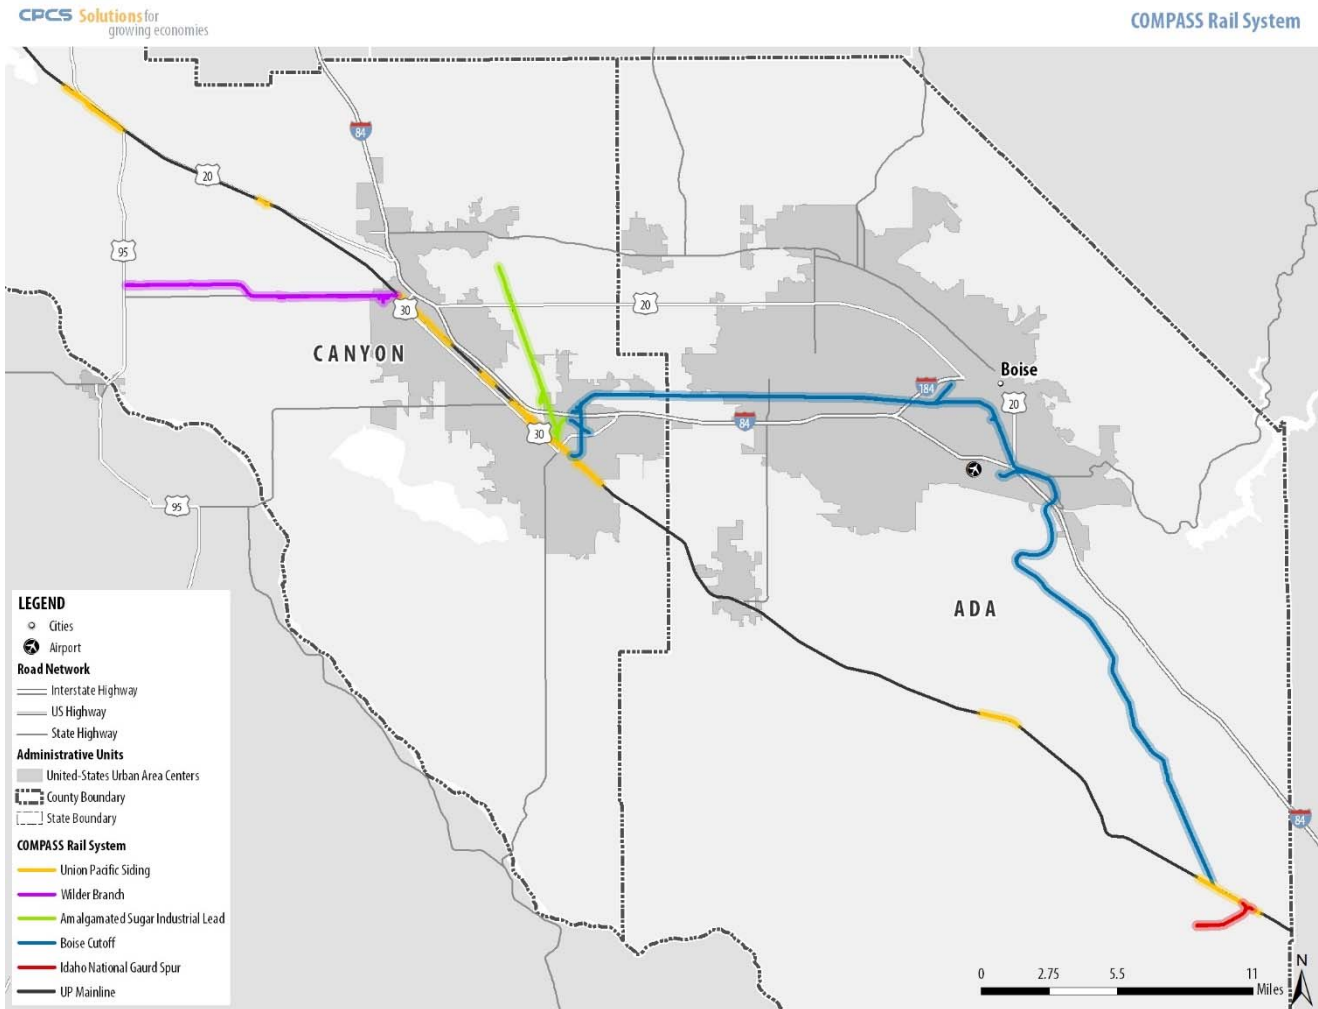 CPCS Solutions for
growing economies
COMPASS Rail System
84
20
95
30
20
CANYON
Boise
184
20
84
30
95
ADA
84
LEGEND
Cities
Airport
Road Network
Interstate Highway
US Highway
State Highway
Administrative Units
United-States Urban Area Centers
County Boundary
State Boundary
COMPASS Rail System
Union Pacific Siding
Wilder Branch
Amalgamated Sugar Industrial Lead
Boise Cutoff
Idaho National Gaurd Spur
UP Mainline
0 2.75 5.5 11
Miles
N